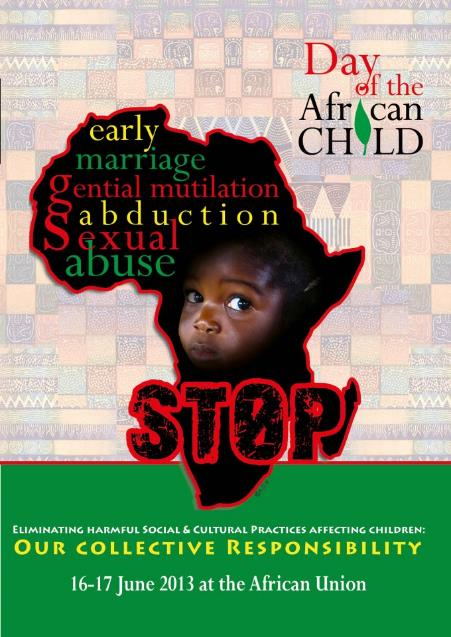 Day
of the
African
CHILD
early
marriage
gential mutilation
abduction
Sexual
abuse
STOP
ELIMINATING HARMFUL SOCIAL & CULTURAL PRACTICES AFFECTING CHILDREN:
OUR COLLECTIVE RESPONSIBILITY
16-17 June 2013 at the African Union